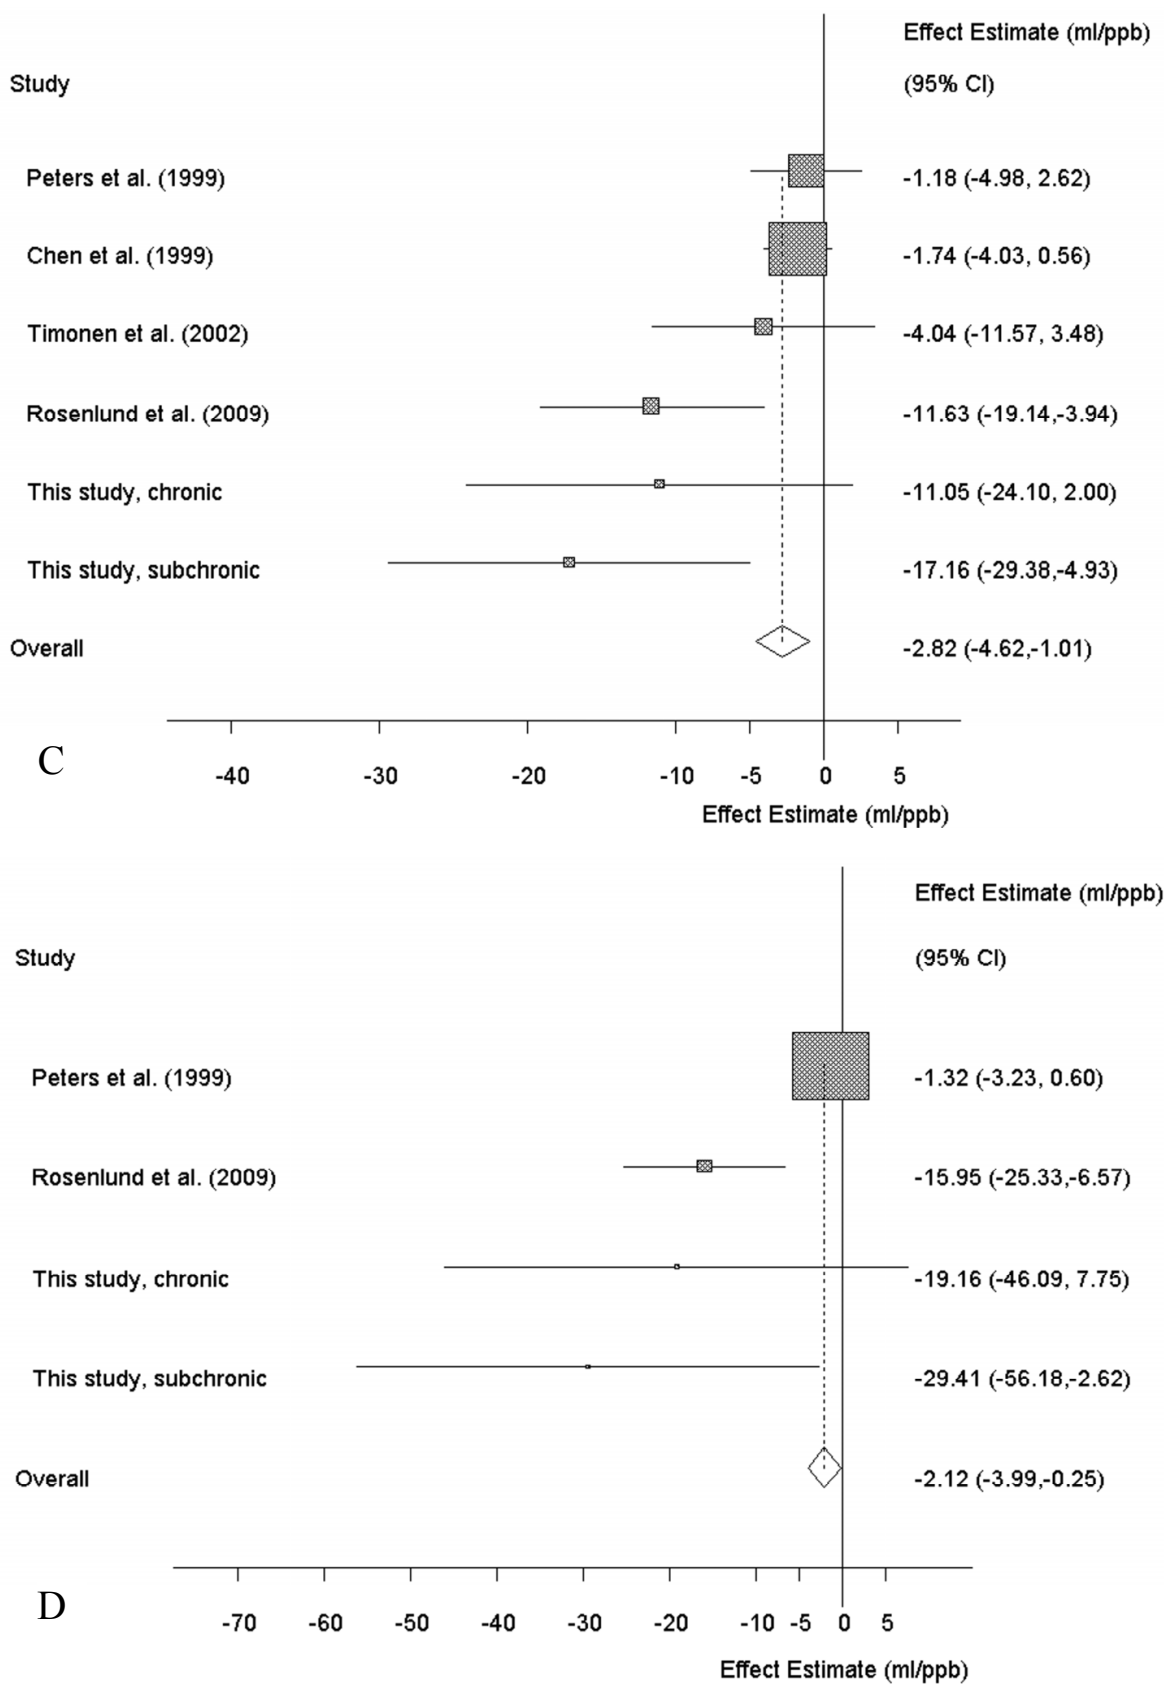 Effect Estimate (ml/ppb)
Study (95% CI)
Peters et al. (1999) -1.18 (-4.98, 2.62)
Chen et al. (1999) -1.74 (-4.03, 0.56)
Timonen et al. (2002) -4.04 (-11.57, 3.48)
Rosenlund et al. (2009) -11.63 (-19.14,-3.94)
This study, chronic -11.05 (-24.10, 2.00)
This study, subchronic -17.16 (-29.38,-4.93)
Overall -2.82 (-4.62,-1.01)
C
-40 -30 -20 -10 -5 0 5
Effect Estimate (ml/ppb)
Effect Estimate (ml/ppb)
Study (95% CI)
Peters et al. (1999) -1.32 (-3.23, 0.60)
Rosenlund et al. (2009) -15.95 (-25.33,-6.57)
This study, chronic -19.16 (-46.09, 7.75)
This study, subchronic -29.41 (-56.18,-2.62)
Overall -2.12 (-3.99,-0.25)
D
-70 -60 -50 -40 -30 -20 -10 -5 0 5
Effect Estimate (ml/ppb)